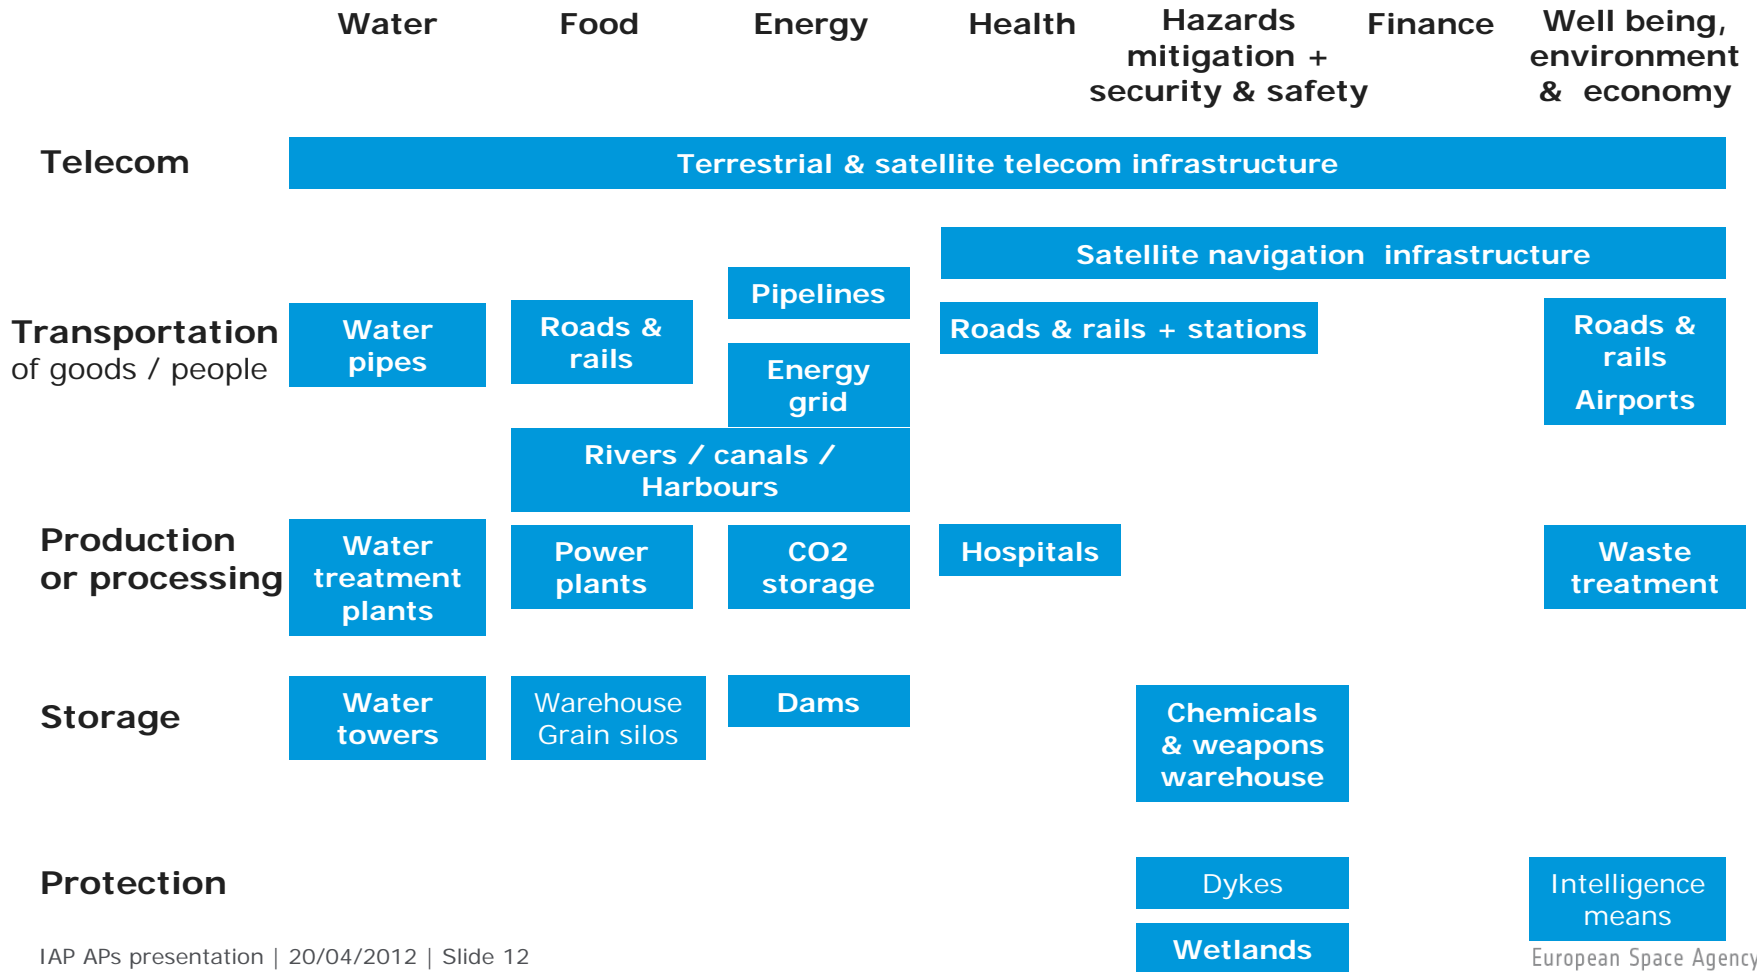 Water
Food
Energy
Health
Hazards
mitigation +
security & safety
Finance
Well being,
environment
& economy
Telecom
Terrestrial & satellite telecom infrastructure
Satellite navigation infrastructure
Transportation
of goods / people
Water
pipes
Roads &
rails
Pipelines
Energy
grid
Roads & rails + stations
Roads &
rails
Airports
Rivers / canals /
Harbours
Production
or processing
Water
treatment
plants
Power
plants
CO2
storage
Hospitals
Waste
treatment
Storage
Water
towers
Warehouse
Grain silos
Dams
Chemicals
& weapons
warehouse
Protection
Dykes
Wetlands
Intelligence
means
IAP APs presentation | 20/04/2012 | Slide 12
European Space Agency